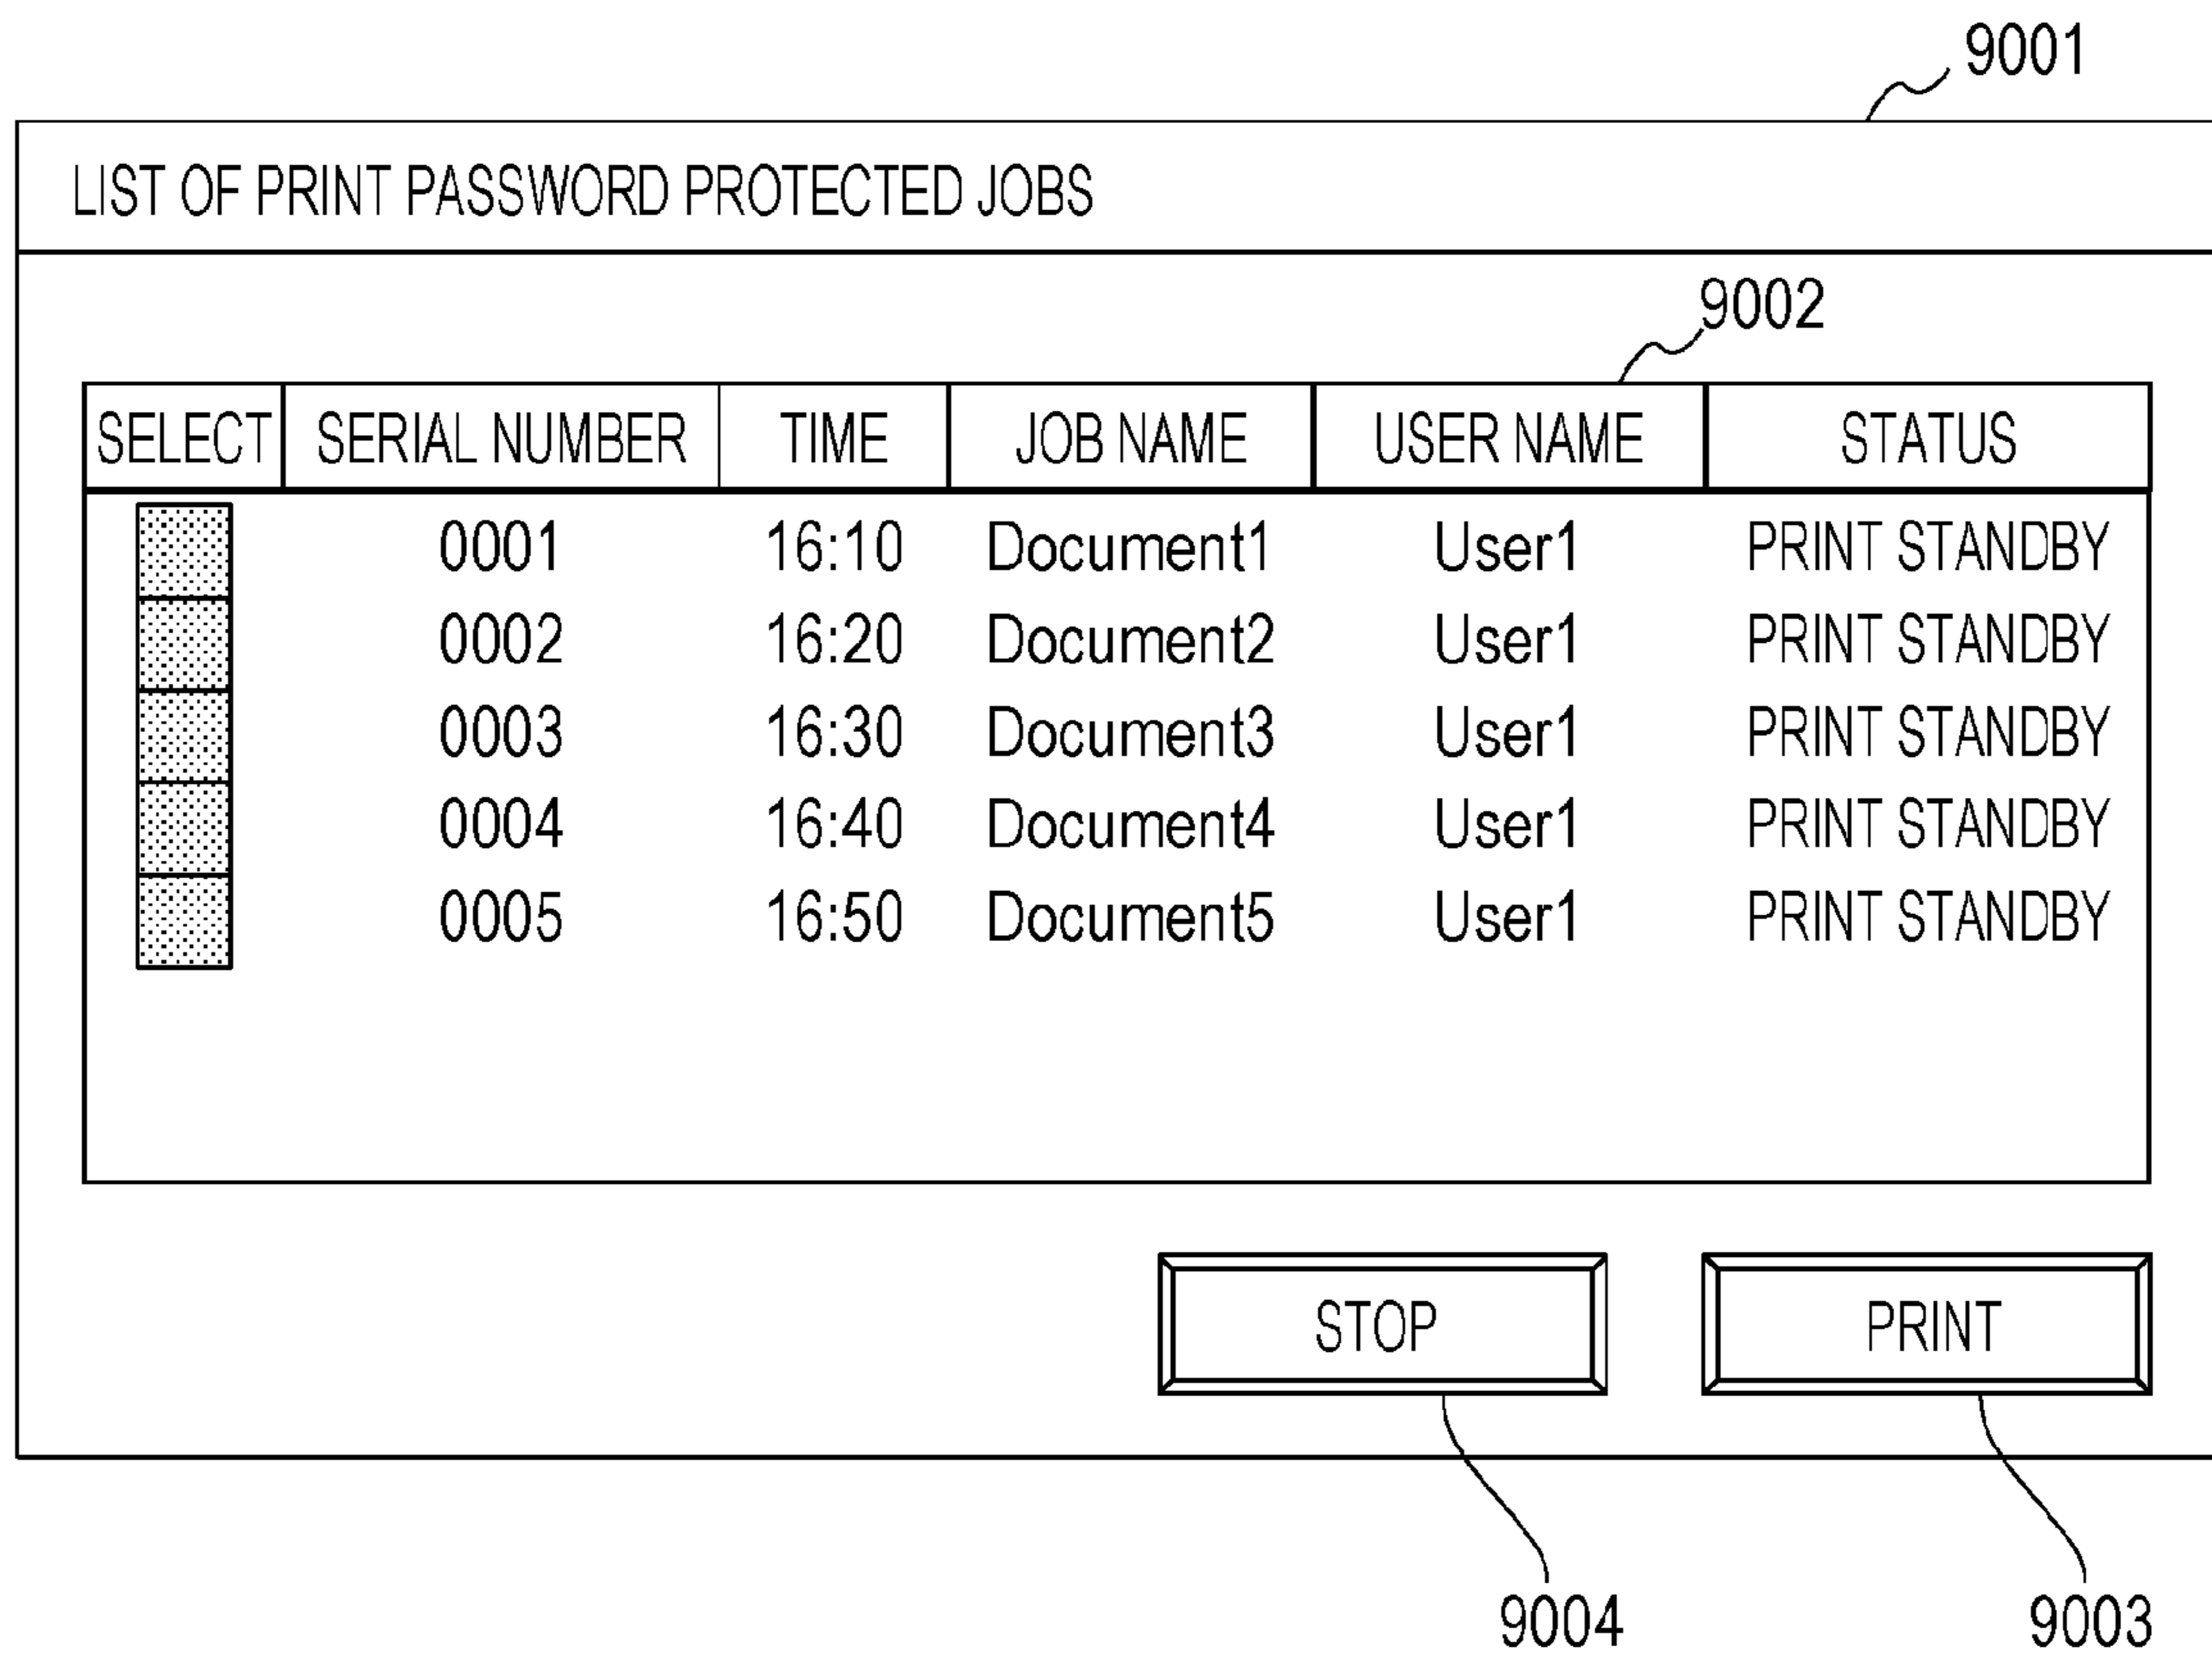 9001
LIST OF PRINT PASSWORD PROTECTED JOBS
9002
SELECT SERIAL NUMBER TIME JOB NAME USER NAME STATUS
0001 16:10 Document1 User1 PRINT STANDBY
0002 16:20 Document2 User1 PRINT STANDBY
0003 16:30 Document3 User1 PRINT STANDBY
0004 16:40 Document4 User1 PRINT STANDBY
0005 16:50 Document5 User1 PRINT STANDBY
STOP PRINT
9004 9003